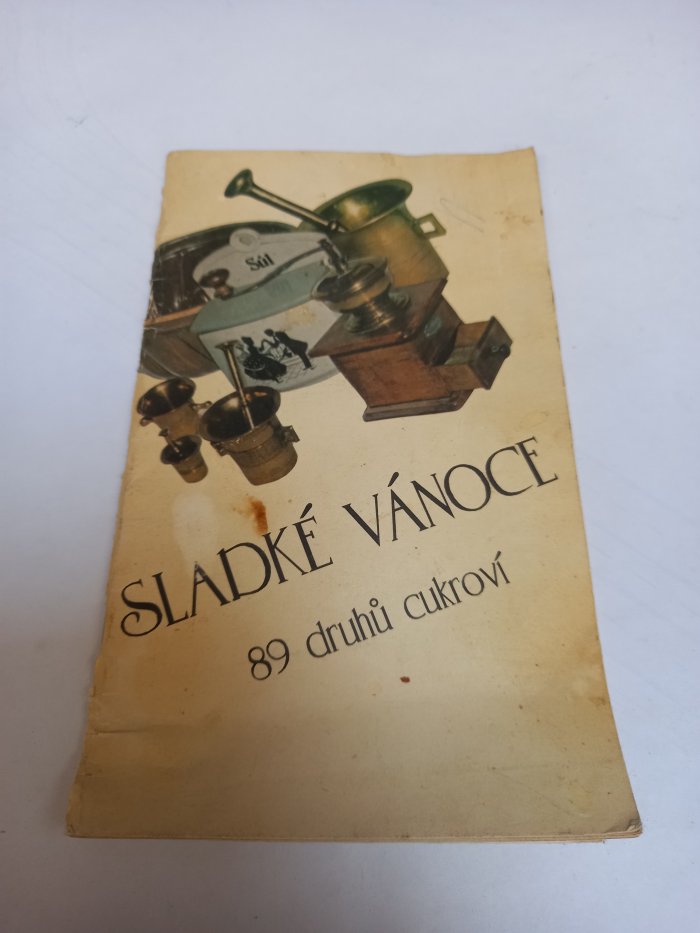 Sůl
SLADKÉ VÁNOCE
89 druhů cukroví